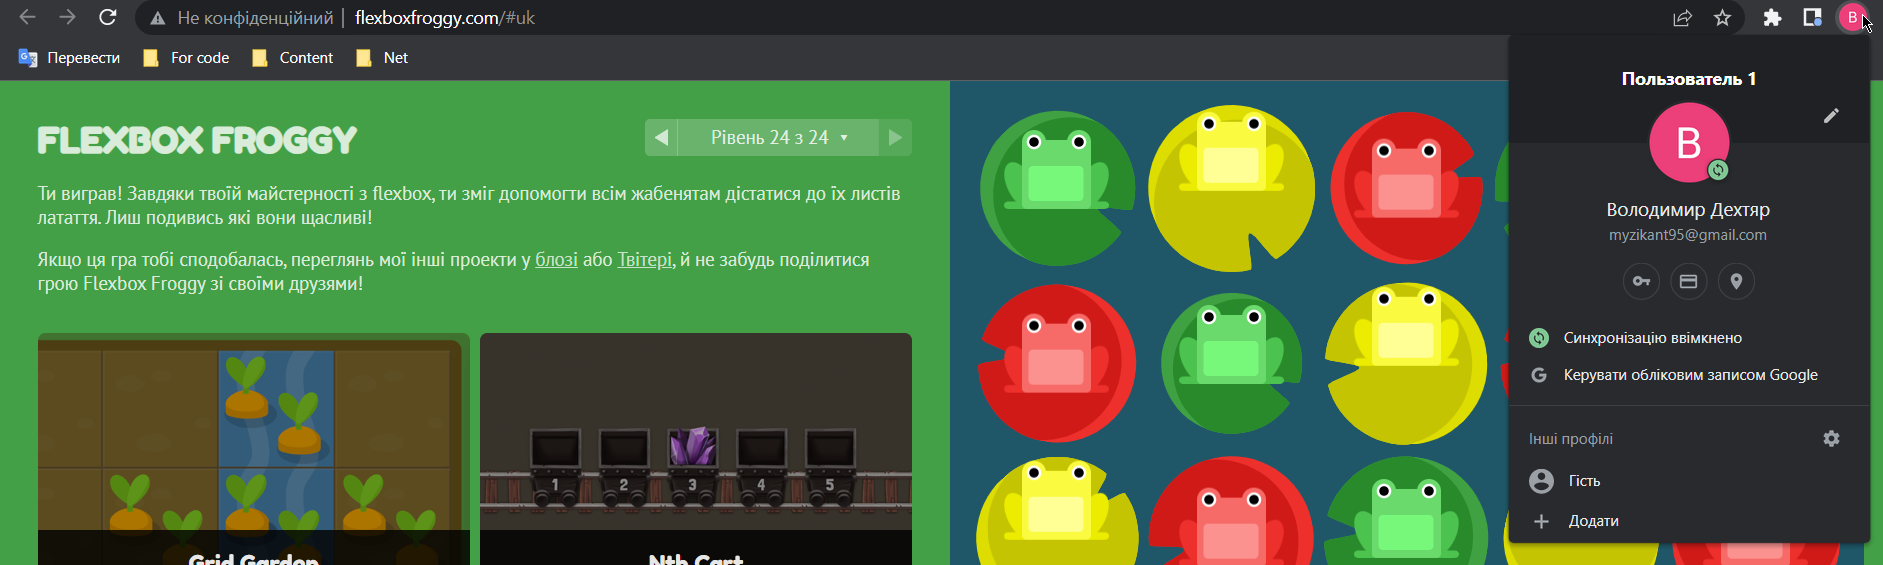 Не конфіденційний
flexboxfroggy.com/#uk
В
Перевести
For code
Content
Net
FLEXBOX FROGGY
Рівень 24 з 24
Ти виграв! Завдяки твоїй майстерності з flexbox, ти зміг допомогти всім жабенятам дістатися до їх листів
латаття. Лиш подивись які вони щасливі!
Якщо ця гра тобі сподобалась, переглянь мої інші проекти у блозі або Твітері, й не забудь поділитися
грою Flexbox Froggy зі своїми друзями!
Grid Garden
1 2 3 4 5
Nth Cart
Пользователь 1
В
Володимир Дехтяр
myzikant95@gmail.com
Синхронізацію ввімкнено
G Керувати обліковим записом Google
Інші профілі
Гість
Додати